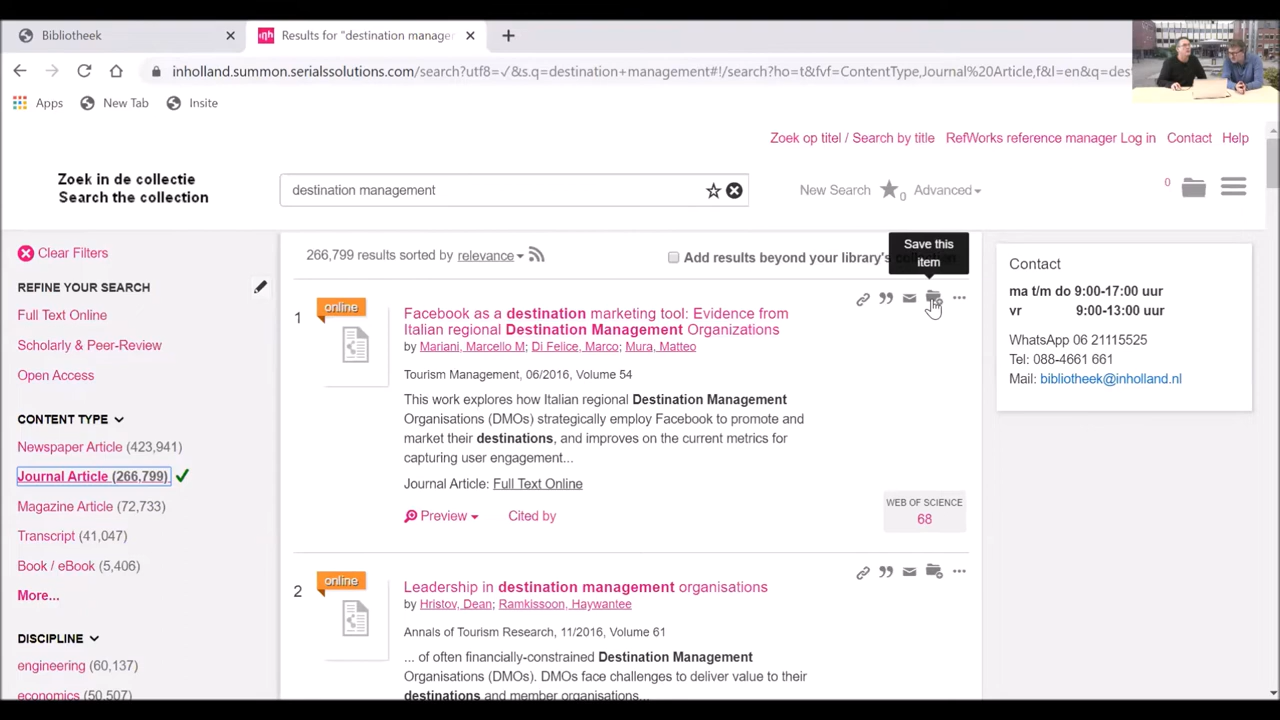 Bibliotheek
Results for "destination manage
inholland.summon.serialssolutions.com/search?utf8=✓&s.q=destination+management#!/search?ho=t&fvf=ContentType,Journal%20Article,f&l=en&q=de
Apps
New Tab
Insite
Zoek op titel / Search by title
RefWorks reference manager Log in
Contact
Help
Zoek in de collectie
Search the collection
destination management
New Search
0
Advanced
0
Clear Filters
REFINE YOUR SEARCH
Full Text Online
Scholarly & Peer-Review
Open Access
CONTENT TYPE
Newspaper Article (423,941)
Journal Article (266,799)
Magazine Article (72,733)
Transcript (41,047)
Book / eBook (5,406)
More...
DISCIPLINE
engineering (60,137)
economics (50,507)
266,799 results sorted by relevance
Add results beyond your library's
Save this
item
1
online
Facebook as a destination marketing tool: Evidence from
Italian regional Destination Management Organizations
by Mariani, Marcello M; Di Felice, Marco; Mura, Matteo
Tourism Management, 06/2016, Volume 54
This work explores how Italian regional Destination Management
Organisations (DMOs) strategically employ Facebook to promote and
market their destinations, and improves on the current metrics for
capturing user engagement...
Journal Article: Full Text Online
Preview
Cited by
WEB OF SCIENCE
68
2
online
Leadership in destination management organisations
by Hristov, Dean; Ramkissoon, Haywantee
Annals of Tourism Research, 11/2016, Volume 61
... of often financially-constrained Destination Management
Organisations (DMOs). DMOs face challenges to deliver value to their
destinations and member organisations...
Contact
ma t/m do 9:00-17:00 uur
vr 9:00-13:00 uur
WhatsApp 06 21115525
Tel: 088-4661 661
Mail: bibliotheek@inholland.nl